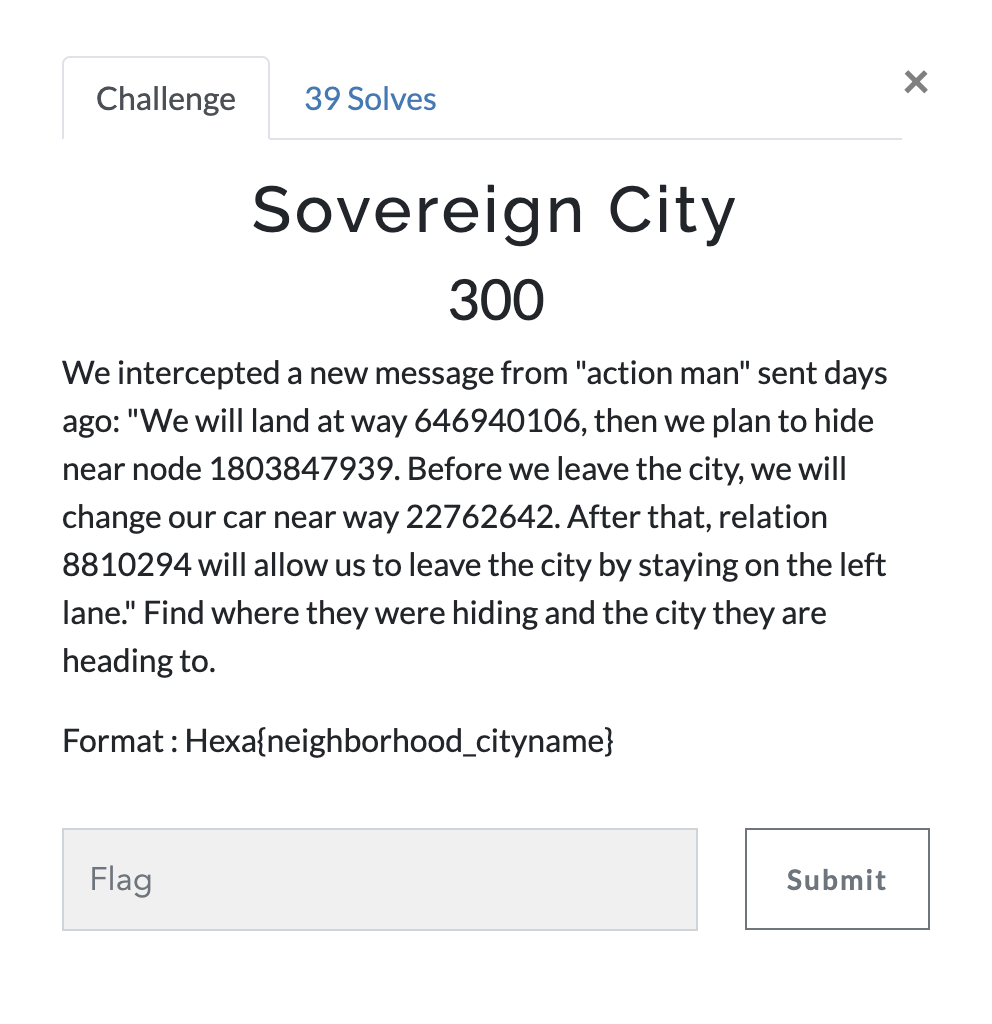 Challenge
39 Solves
×
Sovereign City
300
We intercepted a new message from "action man" sent days
ago: "We will land at way 646940106, then we plan to hide
near node 1803847939. Before we leave the city, we will
change our car near way 22762642. After that, relation
8810294 will allow us to leave the city by staying on the left
lane." Find where they were hiding and the city they are
heading to.
Format : Hexa{neighborhood_cityname}
Flag
Submit